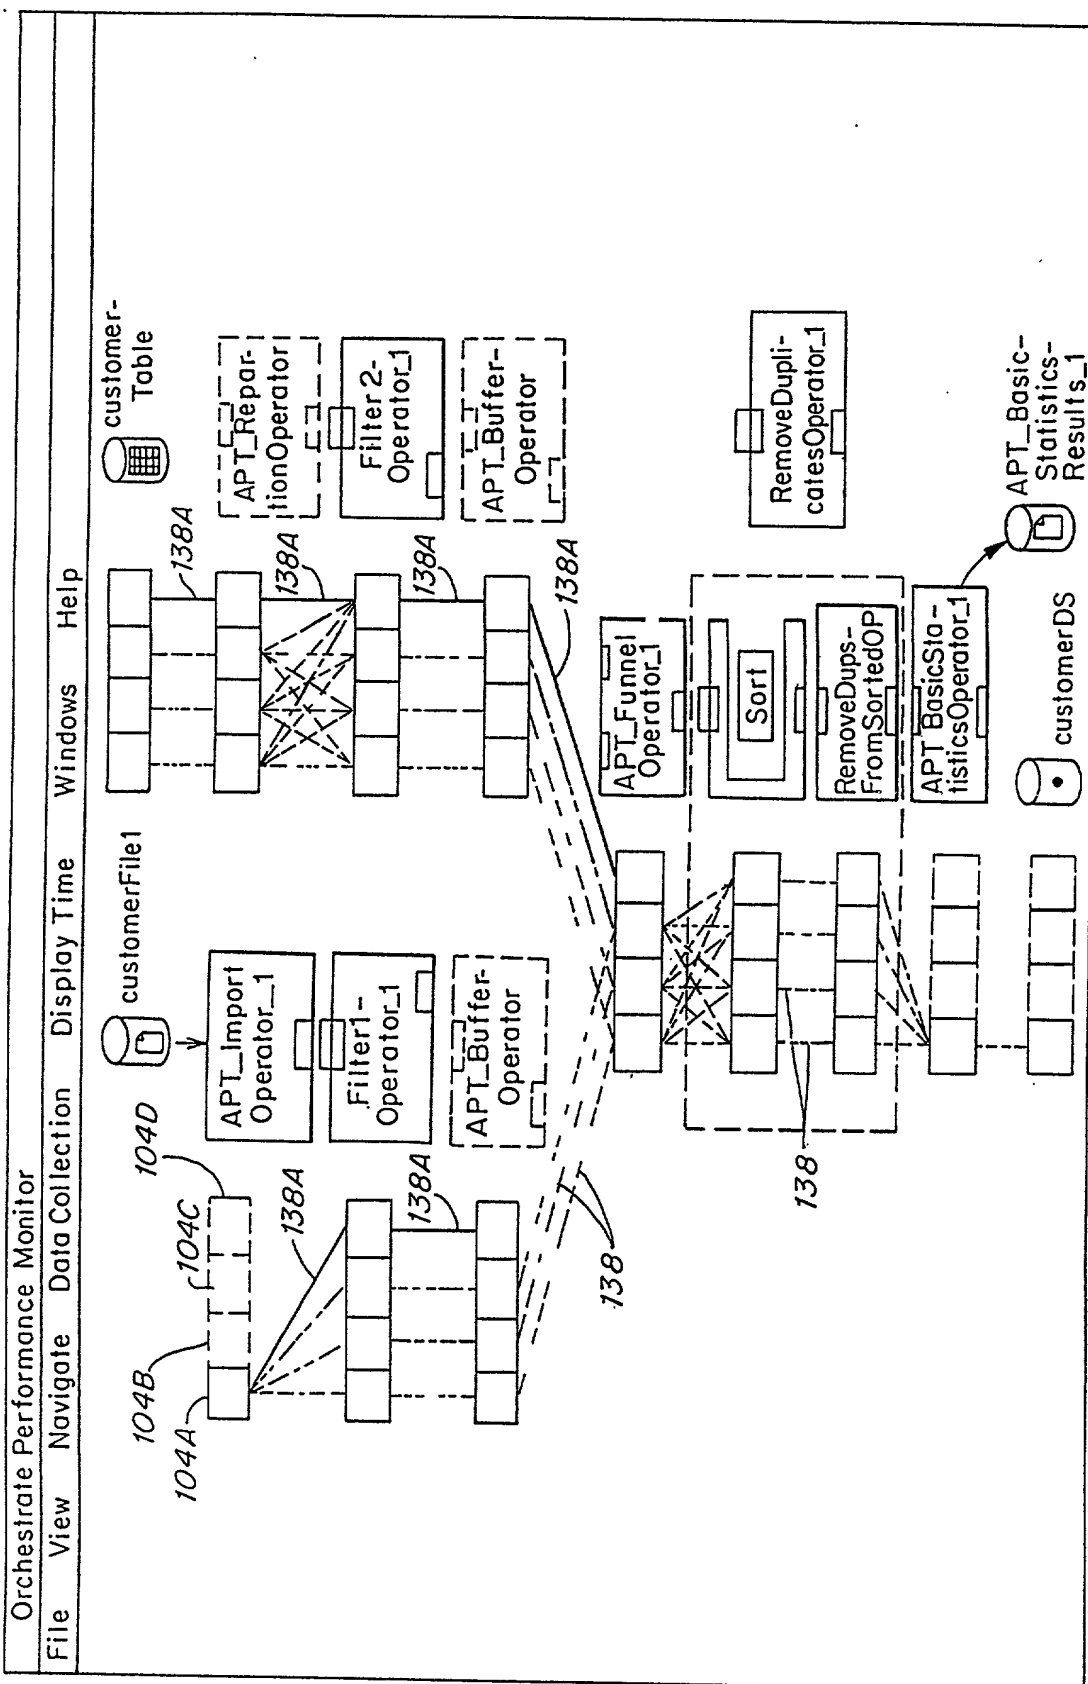 Orchestrate Performance Monitor
File View Navigate Data Collection Display Time Windows Help
customerFile1
customer-
Table
104D
104C
104B
104A
138A
138A
138A
138A
138A
138A
APT_Import
Operator_1
Filter1-
Operator_1
APT_Buffer-
Operator
APT_Repar-
titionOperator
Filter2-
Operator_1
APT_Buffer-
Operator
138
138
APT_Funnel
Operator_1
Sort
RemoveDups-
FromSortedOP
APT_BasicSta-
tisticsOperator_1
RemoveDupli-
catesOperator_1
customerDS
APT_Basic-
Statistics-
Results_1